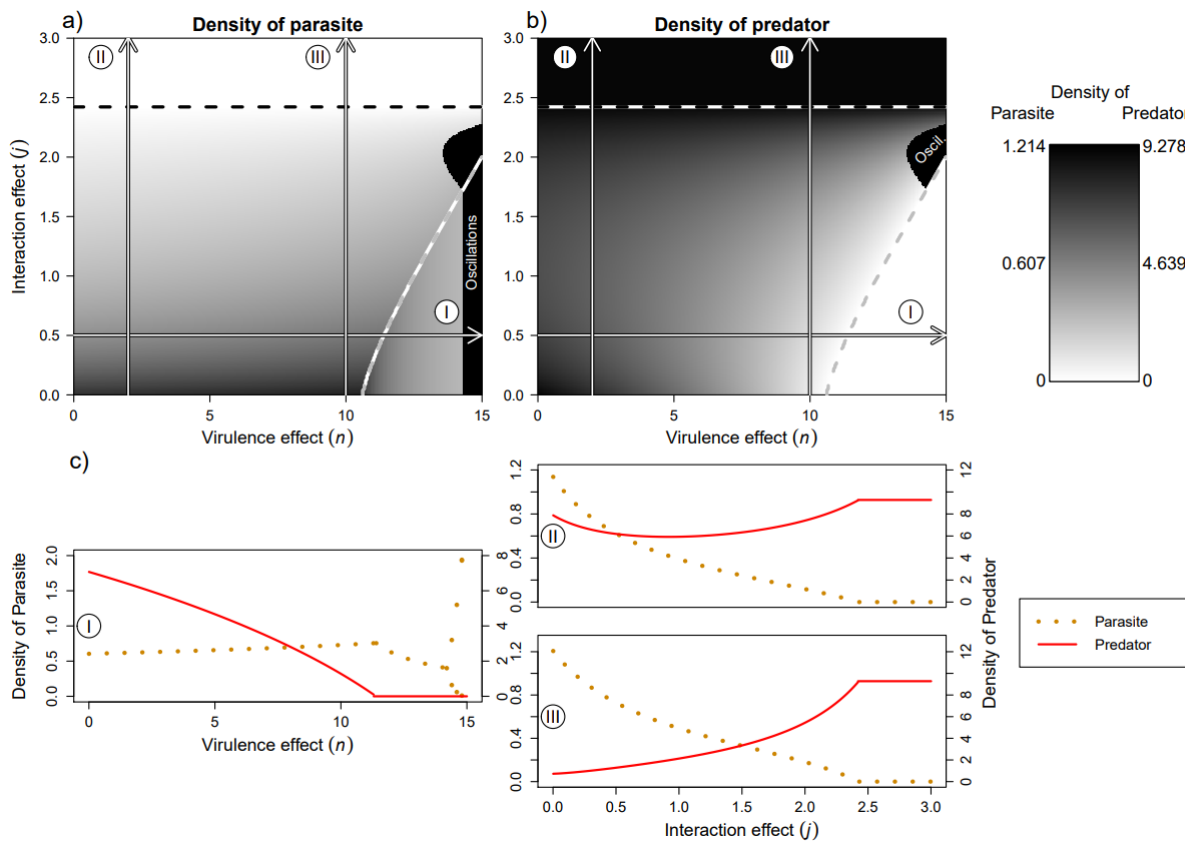 a)
Density of parasite
3.0
2.5
2.0
1.5
1.0
0.5
0.0
Interaction effect (j)
II
III
I
Oscillations
0
5
10
15
Virulence effect (n)
b)
Density of predator
II
III
I
Oscil.
0
5
10
15
Virulence effect (n)
Density of
Parasite
Predator
1.214
9.278
0.607
4.639
0
0
c)
Density of Parasite
2.0
1.5
1.0
0.5
0.0
I
8
6
4
2
0
0
5
10
15
Virulence effect (n)
1.2
0.8
0.4
0.0
II
12
10
8
6
4
2
0
1.2
0.8
0.4
0.0
III
12
10
8
6
4
2
0
Density of Predator
0.0
0.5
1.0
1.5
2.0
2.5
3.0
Interaction effect (j)
Parasite
Predator